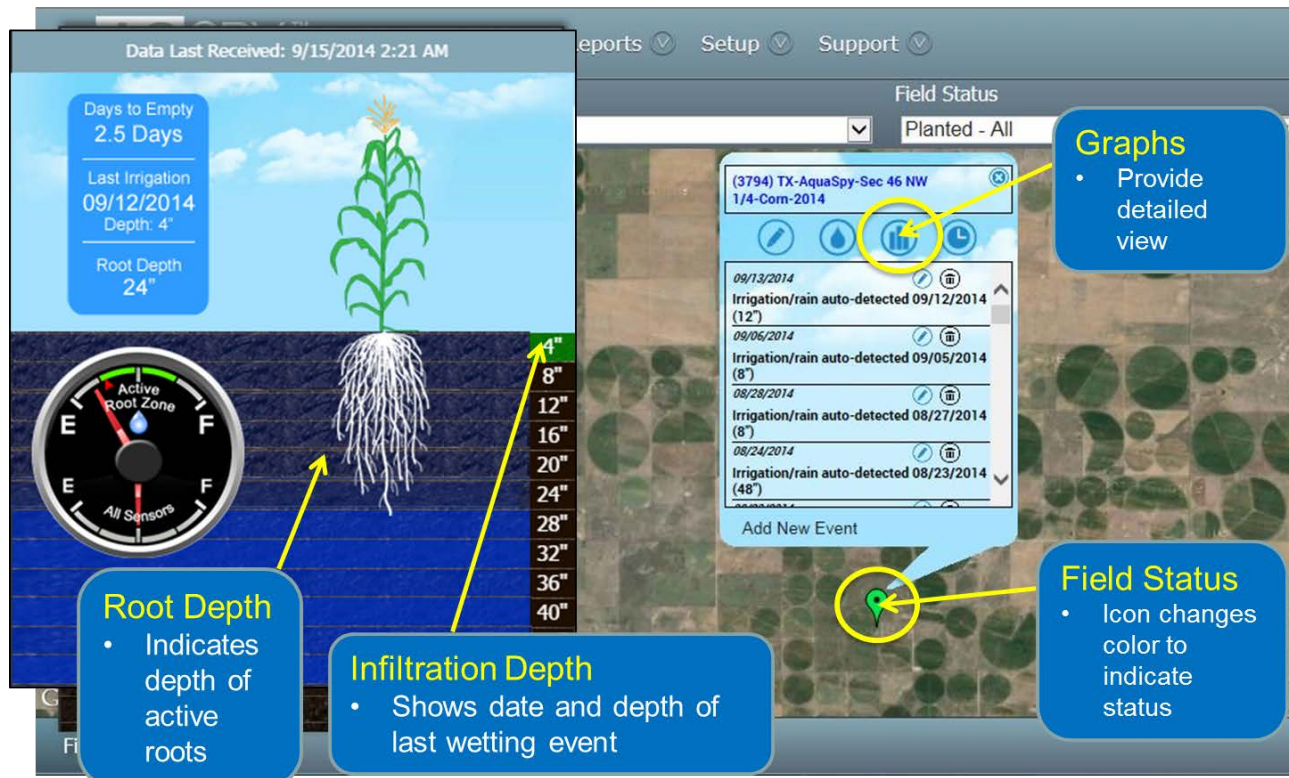 Data Last Received: 9/15/2014 2:21 AM
Days to Empty
2.5 Days
Last Irrigation
09/12/2014
Depth: 4"
Root Depth
24"
Active
Root Zone
E F
E F
All Sensors
4"
8"
12"
16"
20"
24"
28"
32"
36"
40"
Root Depth
• Indicates
depth of
active
roots
Infiltration Depth
• Shows date and depth of
last wetting event
eports Setup Support
Field Status
Planted - All
(3794) TX-AquaSpy-Sec 46 NW
1/4-Corn-2014
09/13/2014
Irrigation/rain auto-detected 09/12/2014
(12")
09/06/2014
Irrigation/rain auto-detected 09/05/2014
(8")
08/28/2014
Irrigation/rain auto-detected 08/27/2014
(8")
08/24/2014
Irrigation/rain auto-detected 08/23/2014
(48")
Add New Event
Graphs
• Provide
detailed
view
Field Status
• Icon changes
color to
indicate
status